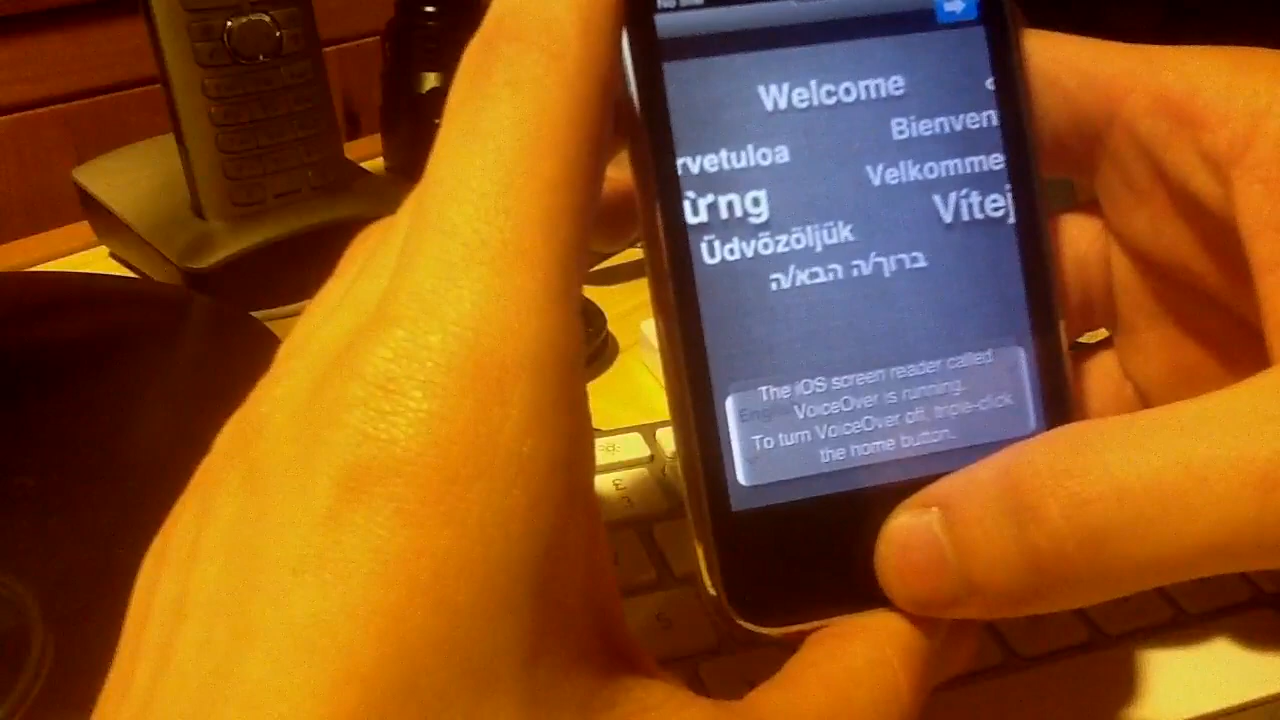 Welcome
Bienven
rvetuloa
Velkomme
ừng
Vítej
Üdvözöljük
ברוך/ה הבא/ה
The iOS screen reader called
VoiceOver is running.
To turn VoiceOver off, triple-click
the home button.